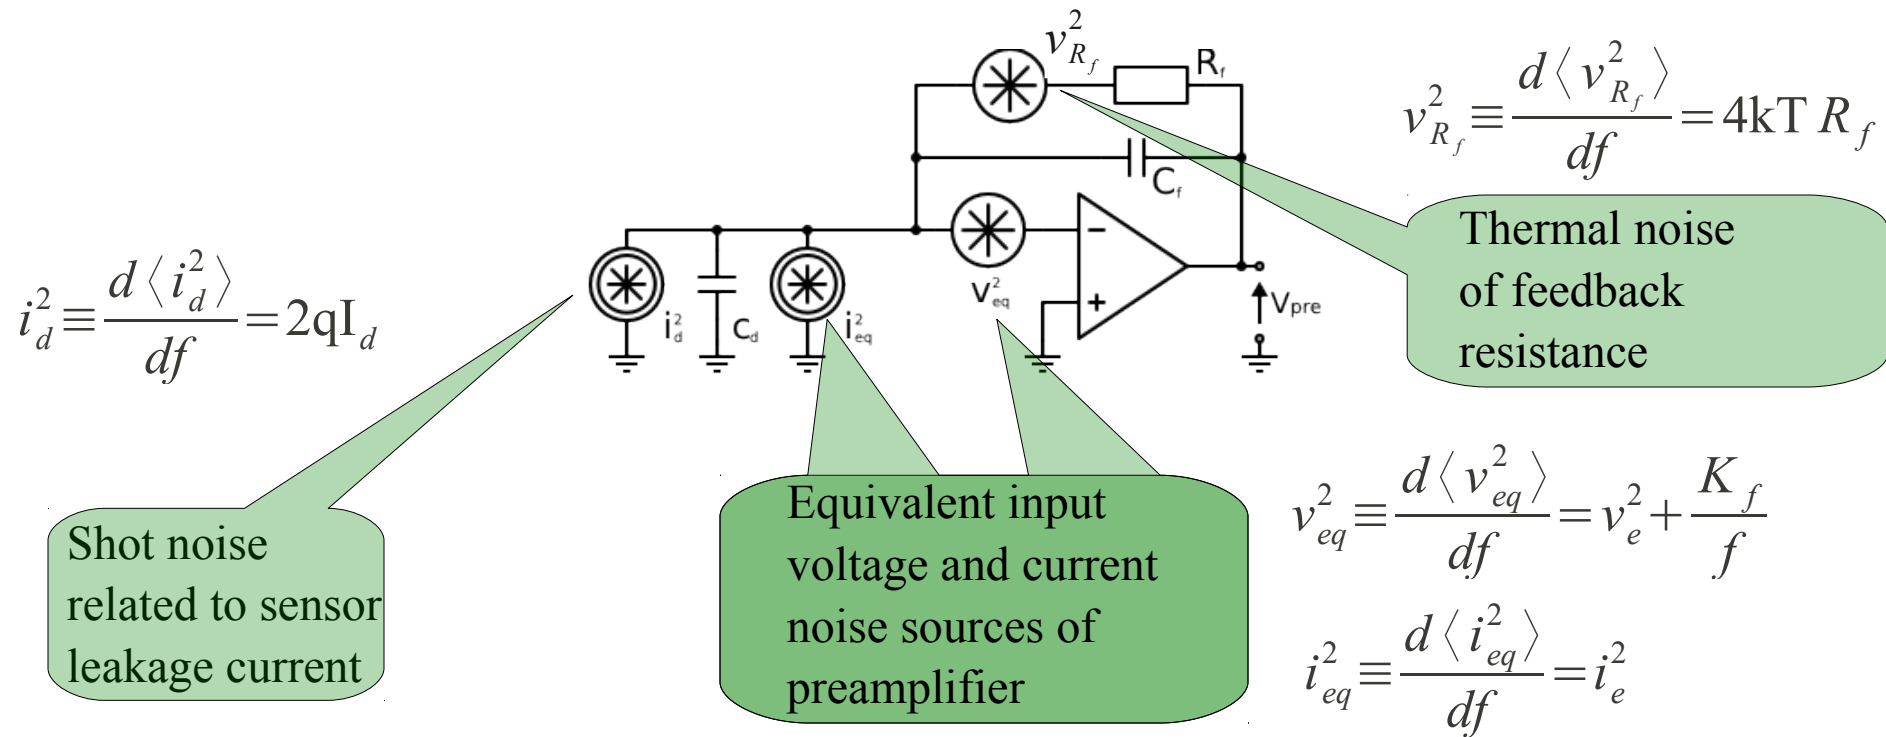 v²_{R_f}
R_f
v²_{R_f} ≡ d⟨v²_{R_f}⟩/df = 4kT R_f
C_f
Thermal noise
of feedback
resistance
−
v²_eq
+
V_pre
i²_d ≡ d⟨i²_d⟩/df = 2qI_d
i²_d
C_d
i²_eq
Shot noise
related to sensor
leakage current
Equivalent input
voltage and current
noise sources of
preamplifier
v²_eq ≡ d⟨v²_eq⟩/df = v²_e + K_f/f
i²_eq ≡ d⟨i²_eq⟩/df = i²_e